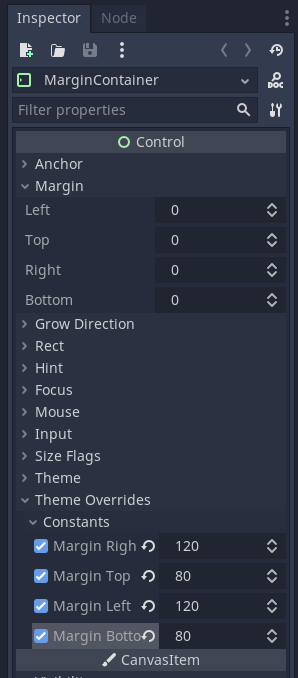 Inspector Node
MarginContainer
DOC
Filter properties
Control
Anchor
Margin
Left 0
Top 0
Right 0
Bottom 0
Grow Direction
Rect
Hint
Focus
Mouse
Input
Size Flags
Theme
Theme Overrides
Constants
Margin Righ 120
Margin Top 80
Margin Left 120
Margin Botto 80
CanvasItem